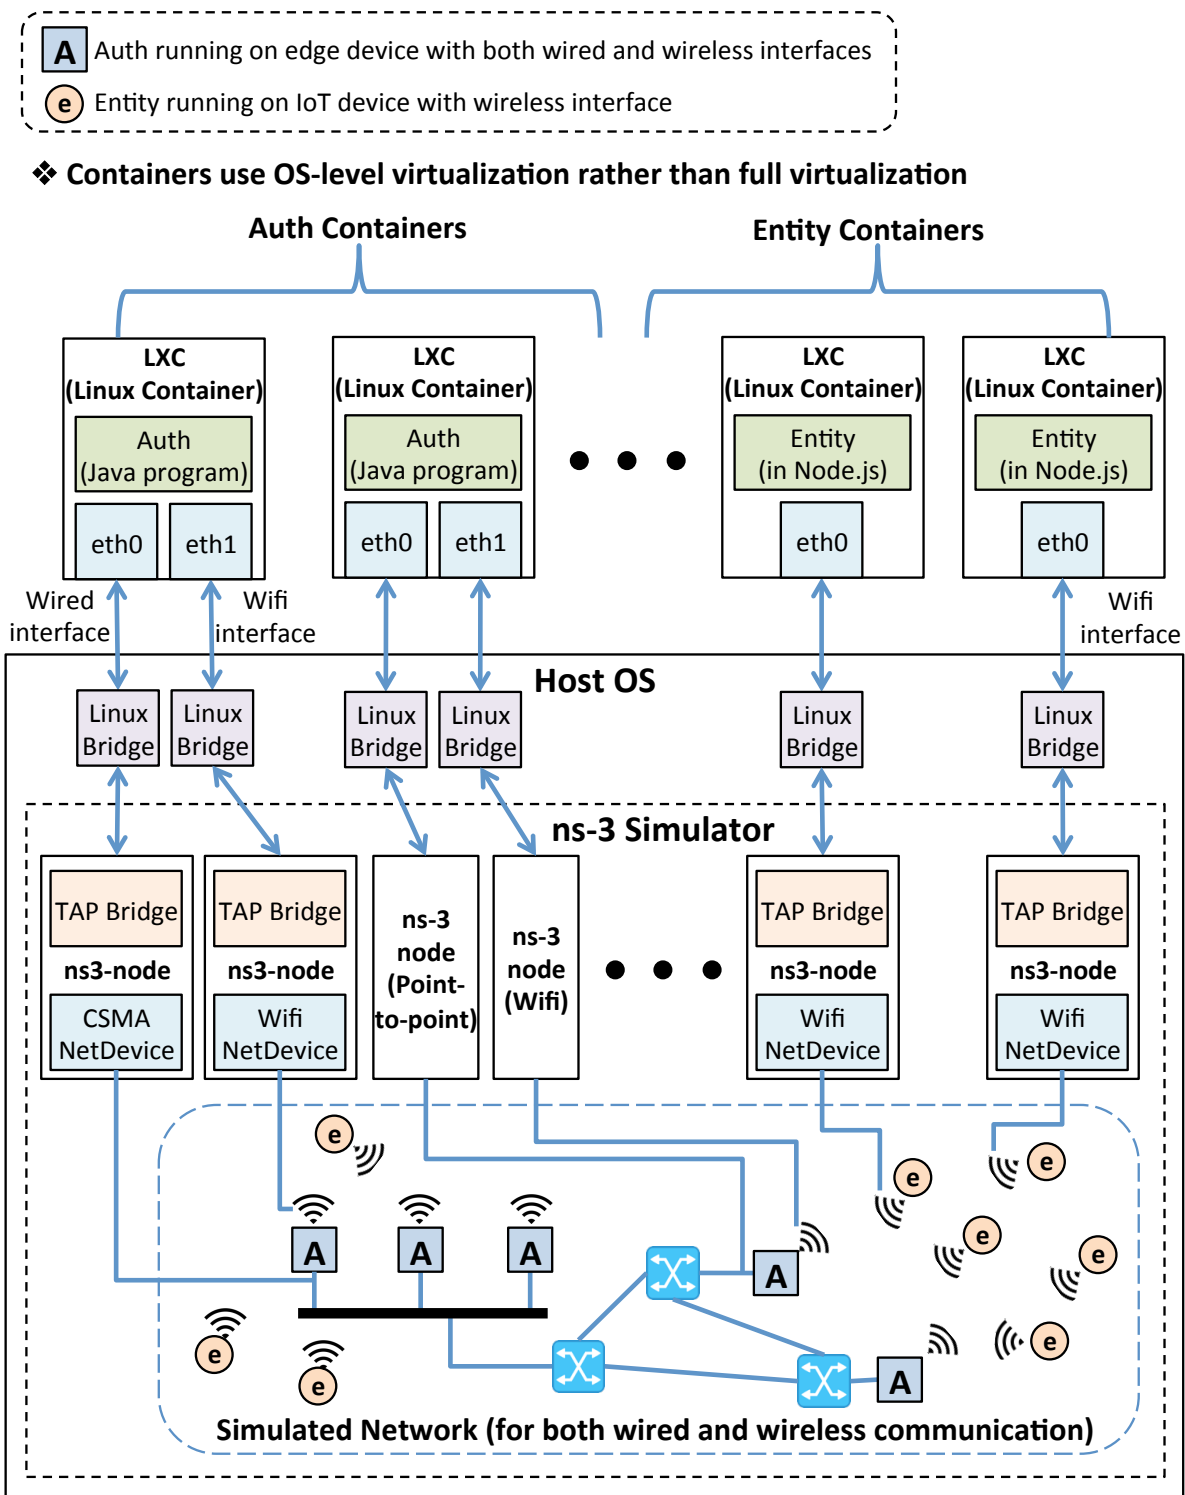 A Auth running on edge device with both wired and wireless interfaces
e Entity running on IoT device with wireless interface
❖ Containers use OS-level virtualization rather than full virtualization
Auth Containers
Entity Containers
LXC
(Linux Container)
Auth
(Java program)
eth0
eth1
LXC
(Linux Container)
Auth
(Java program)
eth0
eth1
LXC
(Linux Container)
Entity
(in Node.js)
eth0
LXC
(Linux Container)
Entity
(in Node.js)
eth0
Wired
interface
Wifi
interface
Wifi
interface
Host OS
Linux
Bridge
Linux
Bridge
Linux
Bridge
Linux
Bridge
Linux
Bridge
Linux
Bridge
ns-3 Simulator
TAP Bridge
ns3-node
CSMA
NetDevice
TAP Bridge
ns3-node
Wifi
NetDevice
ns-3
node
(Point-
to-point)
ns-3
node
(Wifi)
TAP Bridge
ns3-node
Wifi
NetDevice
TAP Bridge
ns3-node
Wifi
NetDevice
e
e
e
A
A
A
e
A
e
e
e
e
A
e
Simulated Network (for both wired and wireless communication)